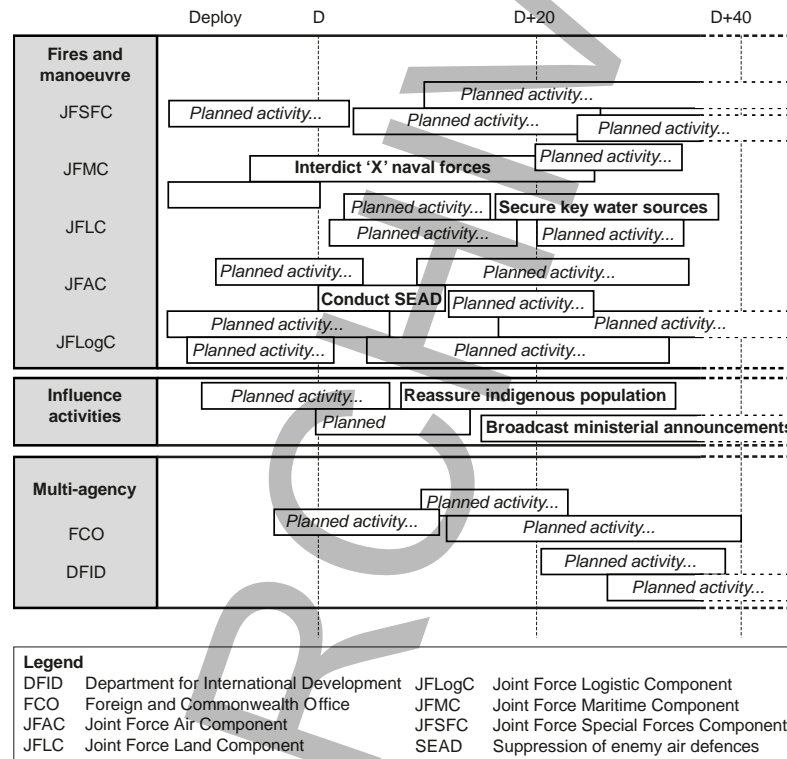 Deploy D D+20 D+40
Fires and
manoeuvre
Planned activity...
JFSFC Planned activity... Planned activity... Planned activity...
Planned activity...
JFMC Interdict ‘X’ naval forces
Planned activity... Secure key water sources
JFLC Planned activity... Planned activity...
Planned activity... Planned activity...
JFAC
Conduct SEAD Planned activity...
Planned activity... Planned activity...
JFLogC Planned activity... Planned activity...
Influence
activities
Planned activity... Reassure indigenous population
Planned Broadcast ministerial announcements
Multi-agency
Planned activity...
FCO Planned activity... Planned activity...
DFID Planned activity...
Planned activity...
Legend
DFID Department for International Development JFLogC Joint Force Logistic Component
FCO Foreign and Commonwealth Office JFMC Joint Force Maritime Component
JFAC Joint Force Air Component JFSFC Joint Force Special Forces Component
JFLC Joint Force Land Component SEAD Suppression of enemy air defences